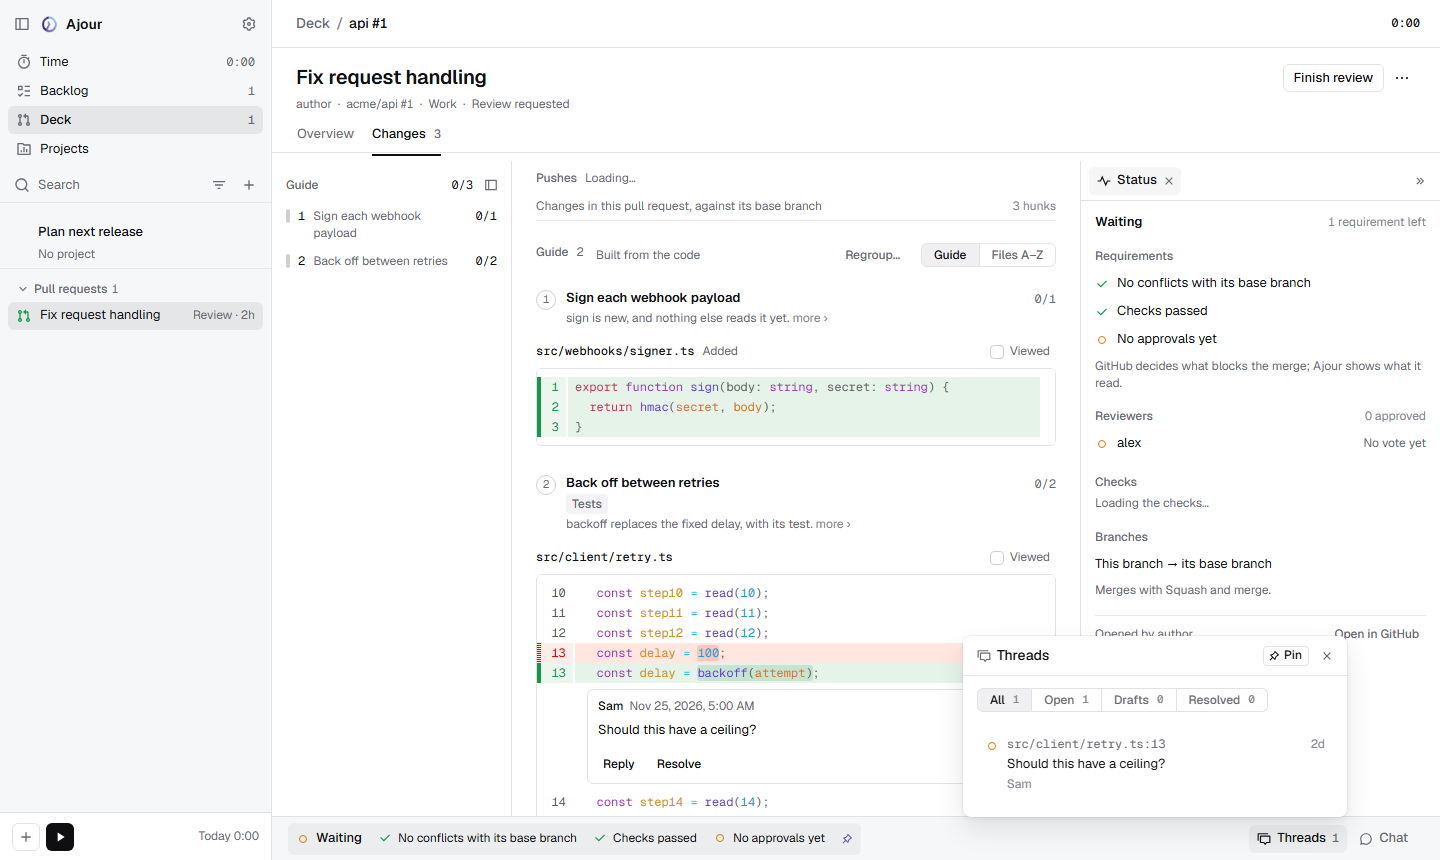 Ajour
Time 0:00
Backlog 1
Deck 1
Projects
Search
Plan next release
No project
Pull requests 1
Fix request handling Review · 2h
Today 0:00
Deck / api #1 0:00
Fix request handling
Finish review
author · acme/api #1 · Work · Review requested
Overview Changes 3
Guide 0/3
1 Sign each webhook payload 0/1
2 Back off between retries 0/2
Pushes Loading…
Changes in this pull request, against its base branch 3 hunks
Guide 2 Built from the code Regroup… Guide Files A–Z
1 Sign each webhook payload 0/1
sign is new, and nothing else reads it yet. more ›
src/webhooks/signer.ts Added Viewed
1 export function sign(body: string, secret: string) {
2 return hmac(secret, body);
3 }
2 Back off between retries 0/2
Tests
backoff replaces the fixed delay, with its test. more ›
src/client/retry.ts Viewed
10 const step10 = read(10);
11 const step11 = read(11);
12 const step12 = read(12);
13 const delay = 100;
13 const delay = backoff(attempt);
Sam Nov 25, 2026, 5:00 AM
Should this have a ceiling?
Reply Resolve
14 const step14 = read(14);
Status
Waiting 1 requirement left
Requirements
No conflicts with its base branch
Checks passed
No approvals yet
GitHub decides what blocks the merge; Ajour shows what it
read.
Reviewers 0 approved
alex No vote yet
Checks
Loading the checks…
Branches
This branch → its base branch
Merges with Squash and merge.
Opened by author Open in GitHub
Threads Pin
All 1 Open 1 Drafts 0 Resolved 0
src/client/retry.ts:13 2d
Should this have a ceiling?
Sam
Waiting No conflicts with its base branch Checks passed No approvals yet
Threads 1 Chat